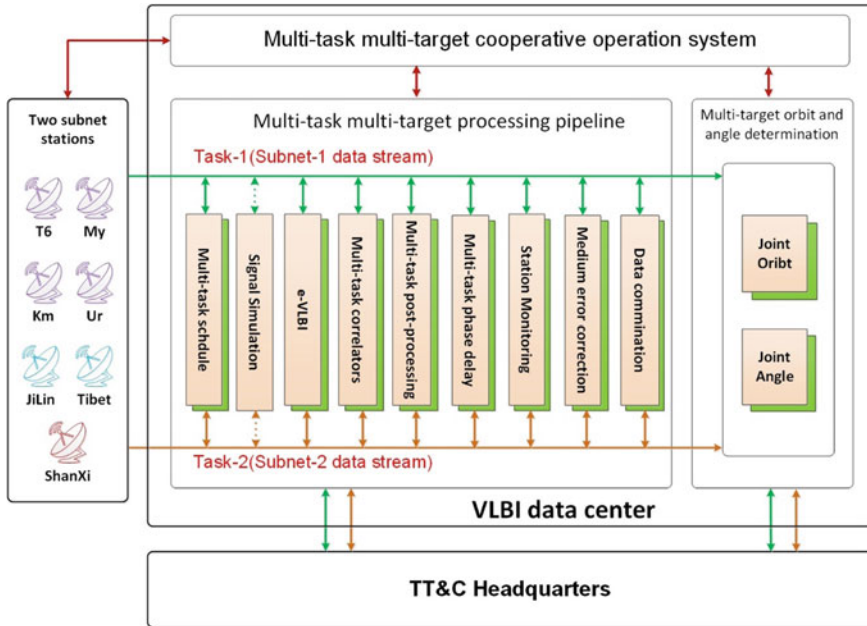 Multi-task multi-target cooperative operation system
Two subnet
stations
T6
My
Km
Ur
JiLin
Tibet
ShanXi
Multi-task multi-target processing pipeline
Task-1(Subnet-1 data stream)
Multi-task schdule
Signal Simulation
e-VLBI
Multi-task correlators
Multi-task post-processing
Multi-task phase delay
Station Monitoring
Medium error correction
Data commination
Task-2(Subnet-2 data stream)
Multi-target orbit and
angle determination
Joint
Oribt
Joint
Angle
VLBI data center
TT&C Headquarters